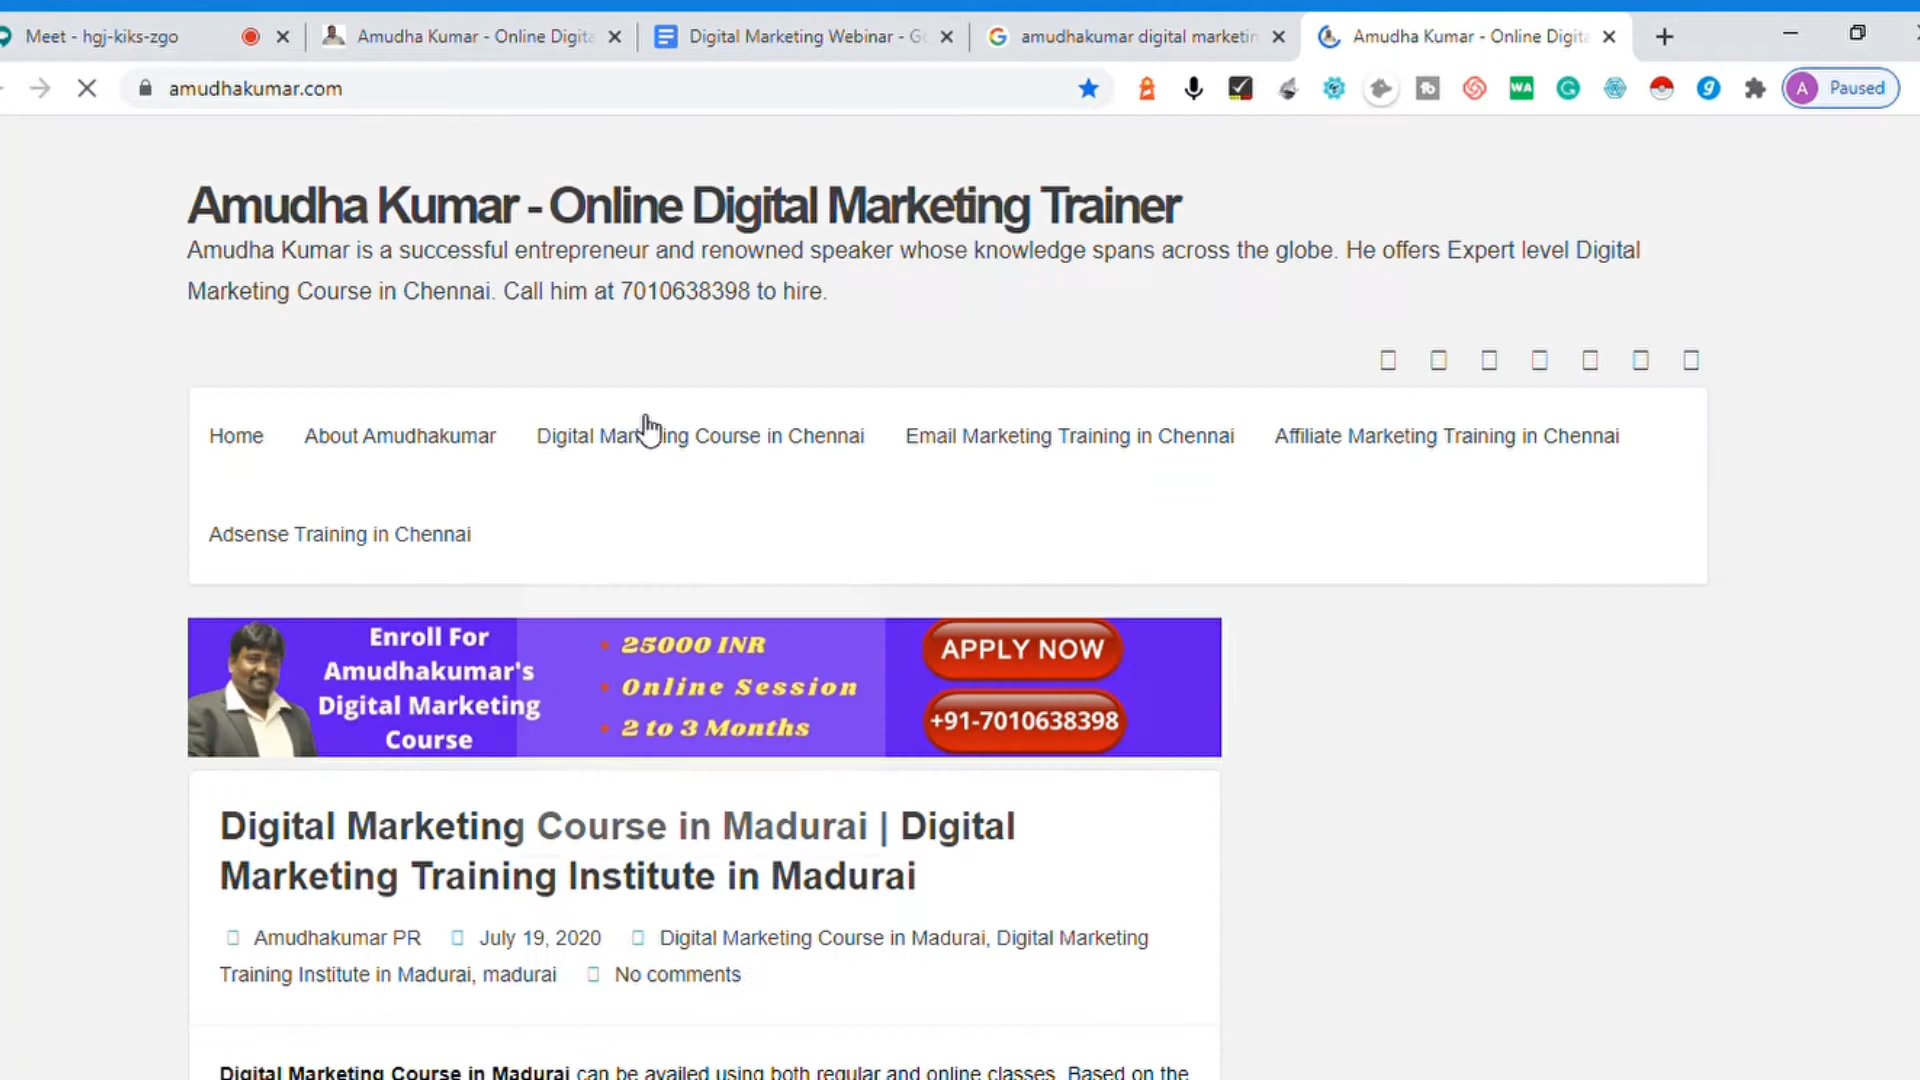 Meet - hgj-kiks-zgo
Amudha Kumar - Online Digita
Digital Marketing Webinar - Go
amudhakumar digital marketin
Amudha Kumar - Online Digita
amudhakumar.com
WA
A Paused
Amudha Kumar - Online Digital Marketing Trainer
Amudha Kumar is a successful entrepreneur and renowned speaker whose knowledge spans across the globe. He offers Expert level Digital
Marketing Course in Chennai. Call him at 7010638398 to hire.
Home About Amudhakumar Digital Marketing Course in Chennai Email Marketing Training in Chennai Affiliate Marketing Training in Chennai
Adsense Training in Chennai
Enroll For
Amudhakumar's
Digital Marketing
Course
25000 INR
Online Session
2 to 3 Months
APPLY NOW
+91-7010638398
Digital Marketing Course in Madurai | Digital
Marketing Training Institute in Madurai
Amudhakumar PR July 19, 2020 Digital Marketing Course in Madurai, Digital Marketing
Training Institute in Madurai, madurai No comments
Digital Marketing Course in Madurai can be availed using both regular and online classes. Based on the